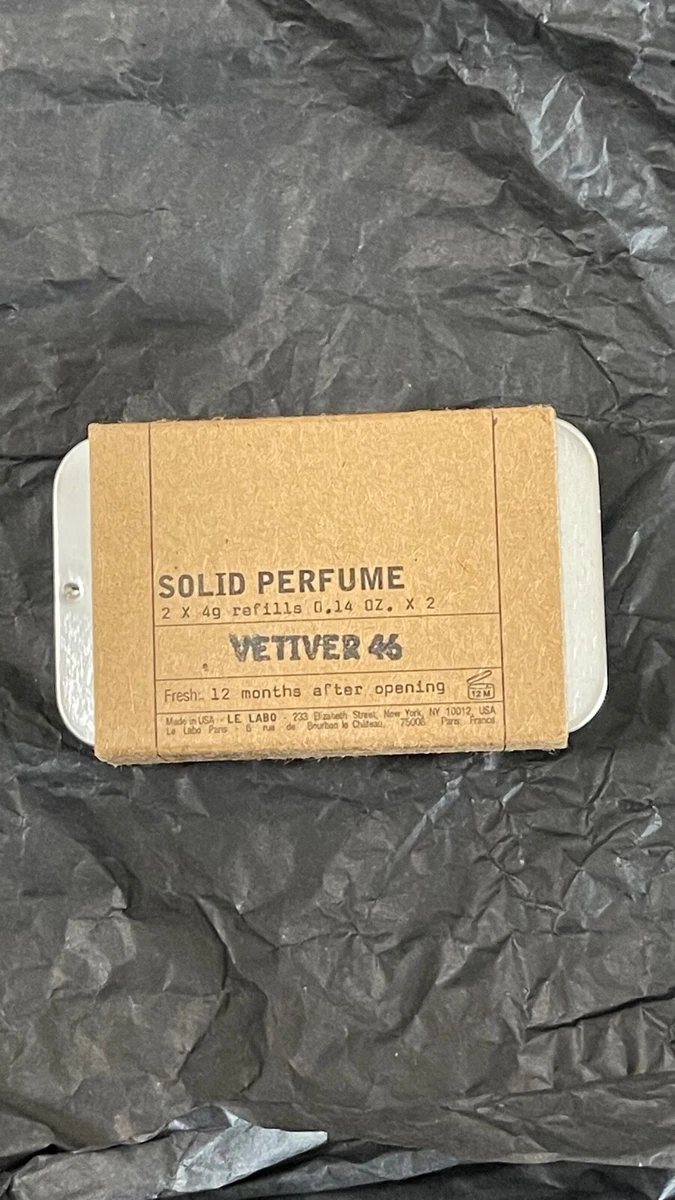 SOLID PERFUME
2 X 4g refills 0.14 OZ. X 2
VETIVER 46
Fresh: 12 months after opening
12 M
Made in USA - LE LABO - 233 Elizabeth Street, New York, NY 10012, USA
Le Labo Paris - 6 rue de Bourbon le Château, 75006 Paris France